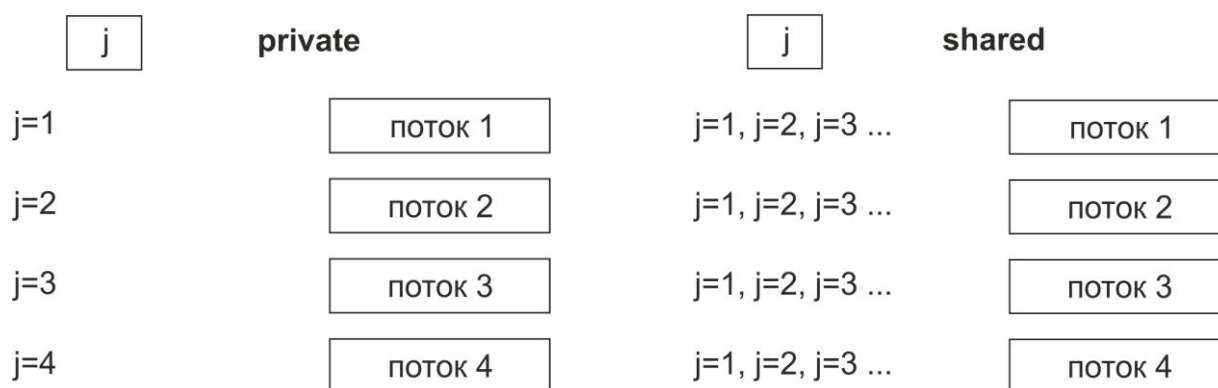 j private j shared
j=1 поток 1 j=1, j=2, j=3 ... поток 1
j=2 поток 2 j=1, j=2, j=3 ... поток 2
j=3 поток 3 j=1, j=2, j=3 ... поток 3
j=4 поток 4 j=1, j=2, j=3 ... поток 4